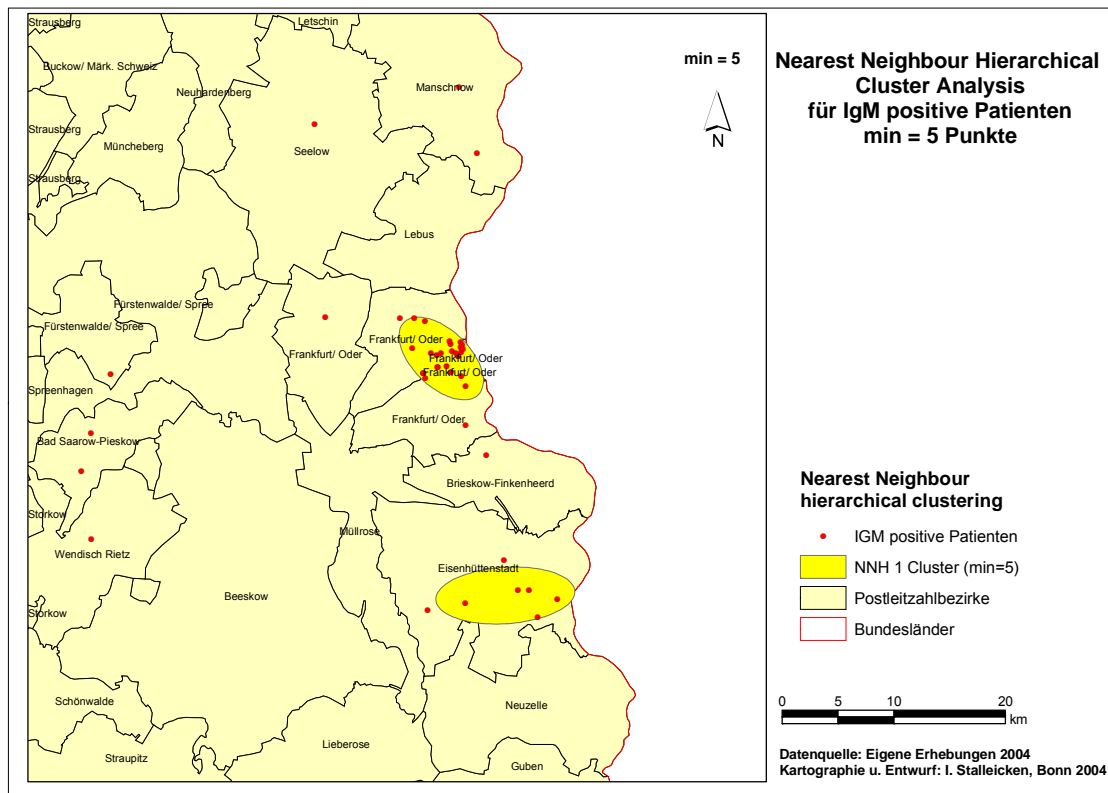 Strausberg
Letschin
min = 5
Nearest Neighbour Hierarchical
Cluster Analysis
für IgM positive Patienten
min = 5 Punkte
Buckow/ Märk. Schweiz
Neuhardenberg
Manschnow
N
Strausberg
Müncheberg
Seelow
Strausberg
Lebus
Fürstenwalde/ Spree
Fürstenwalde/ Spree
Frankfurt/ Oder
Frankfurt/ Oder
Frankfurt/ Oder
Frankfurt/ Oder
Spreenhagen
Frankfurt/ Oder
Bad Saarow-Pieskow
Brieskow-Finkenheerd
Storkow
Müllrose
Wendisch Rietz
Eisenhüttenstadt
Beeskow
Storkow
Schönwalde
Neuzelle
Straupitz
Lieberose
Guben
Nearest Neighbour
hierarchical clustering
IGM positive Patienten
NNH 1 Cluster (min=5)
Postleitzahlbezirke
Bundesländer
0 5 10 20
km
Datenquelle: Eigene Erhebungen 2004
Kartographie u. Entwurf: I. Stalleicken, Bonn 2004